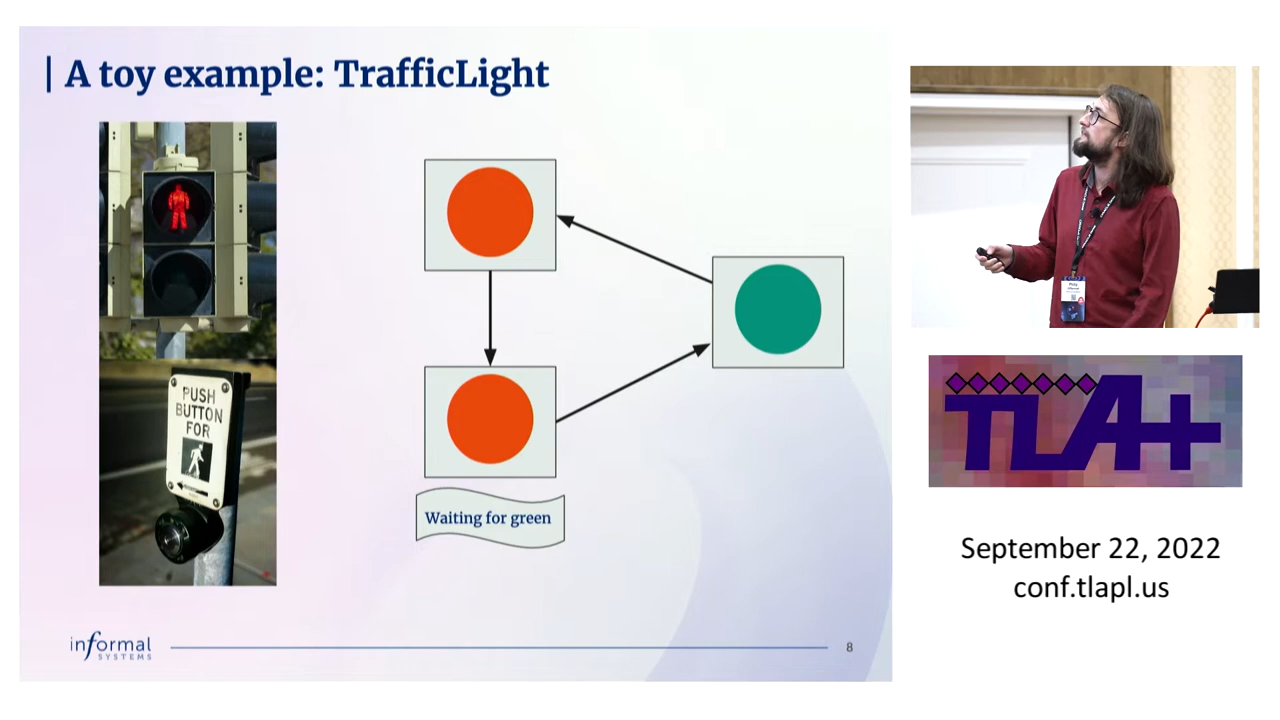 | A toy example: TrafficLight
PUSH
BUTTON
FOR
Waiting for green
informal
SYSTEMS
8
TLA+
September 22, 2022
conf.tlapl.us